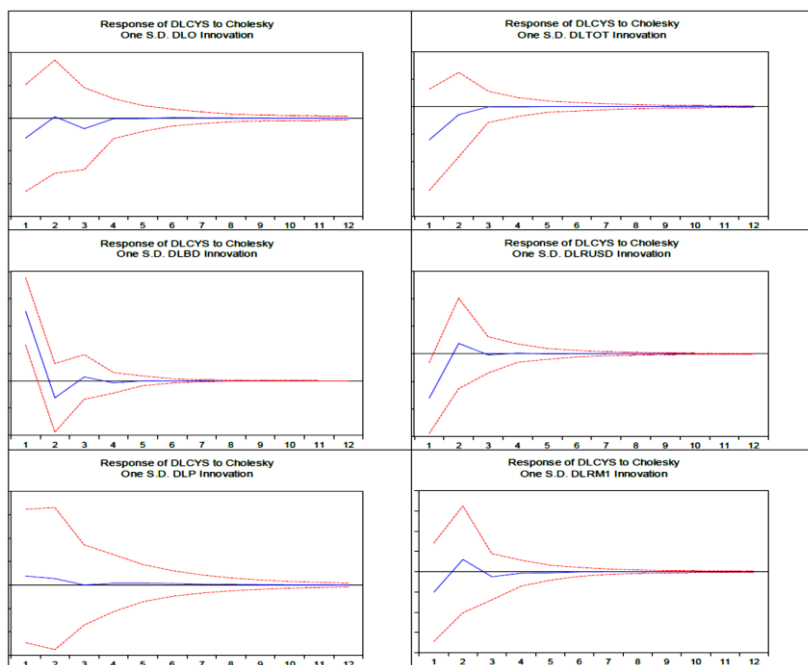 Response of DLCYS to Cholesky
One S.D. DLO Innovation
1 2 3 4 5 6 7 8 9 10 11 12
Response of DLCYS to Cholesky
One S.D. DLTOT Innovation
1 2 3 4 5 6 7 8 9 10 11 12
Response of DLCYS to Cholesky
One S.D. DLBD Innovation
1 2 3 4 5 6 7 8 9 10 11 12
Response of DLCYS to Cholesky
One S.D. DLRUSD Innovation
1 2 3 4 5 6 7 8 9 10 11 12
Response of DLCYS to Cholesky
One S.D. DLP Innovation
1 2 3 4 5 6 7 8 9 10 11 12
Response of DLCYS to Cholesky
One S.D. DLRM1 Innovation
1 2 3 4 5 6 7 8 9 10 11 12